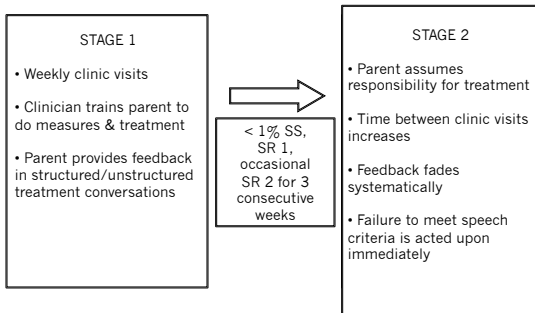 STAGE 1
• Weekly clinic visits
• Clinician trains parent to
do measures & treatment
• Parent provides feedback
in structured/unstructured
treatment conversations
< 1% SS,
SR 1,
occasional
SR 2 for 3
consecutive
weeks
STAGE 2
• Parent assumes
responsibility for treatment
• Time between clinic visits
increases
• Feedback fades
systematically
• Failure to meet speech
criteria is acted upon
immediately